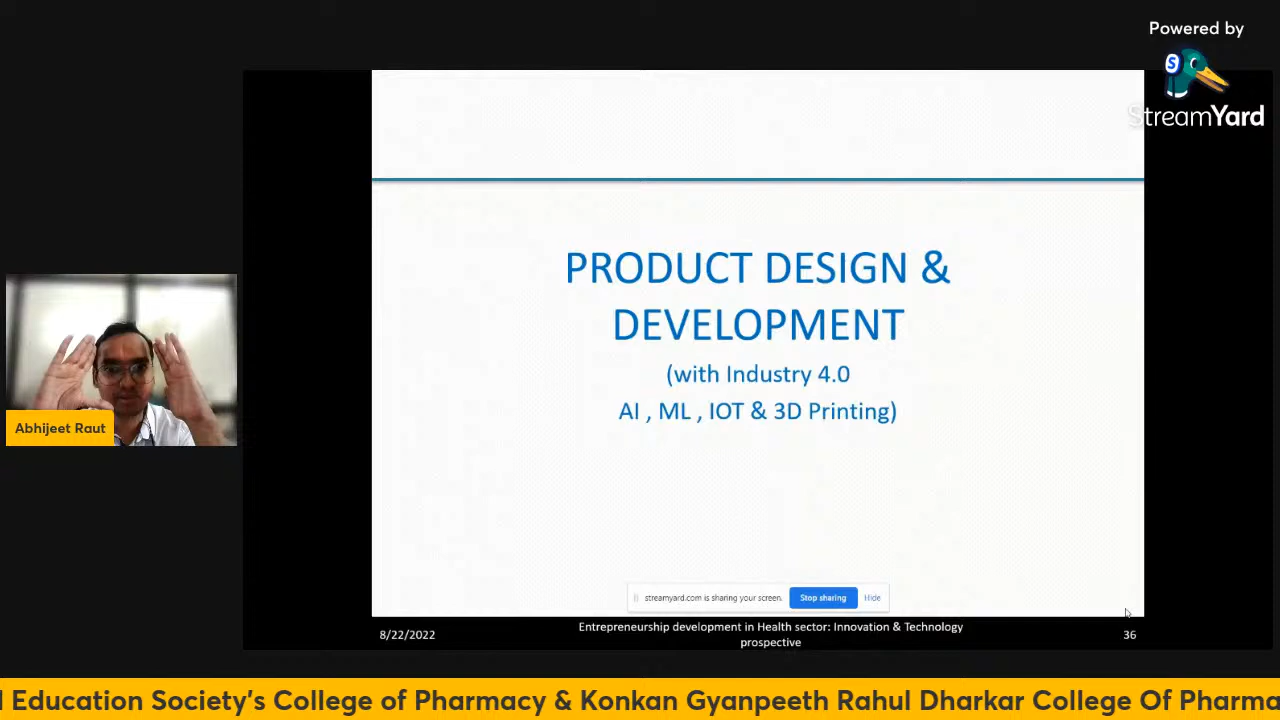 Powered by
StreamYard
PRODUCT DESIGN &
DEVELOPMENT
(with Industry 4.0
AI , ML , IOT & 3D Printing)
Abhijeet Raut
streamyard.com is sharing your screen.
Stop sharing
Hide
8/22/2022
Entrepreneurship development in Health sector: Innovation & Technology
prospective
36
Education Society's College of Pharmacy & Konkan Gyanpeeth Rahul Dharkar College Of Pharma